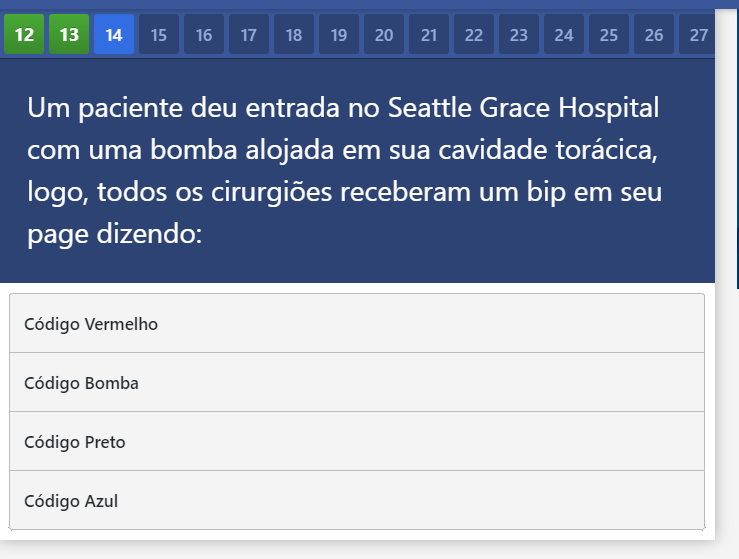 12 13 14 15 16 17 18 19 20 21 22 23 24 25 26 27
Um paciente deu entrada no Seattle Grace Hospital
com uma bomba alojada em sua cavidade torácica,
logo, todos os cirurgiões receberam um bip em seu
page dizendo:
Código Vermelho
Código Bomba
Código Preto
Código Azul